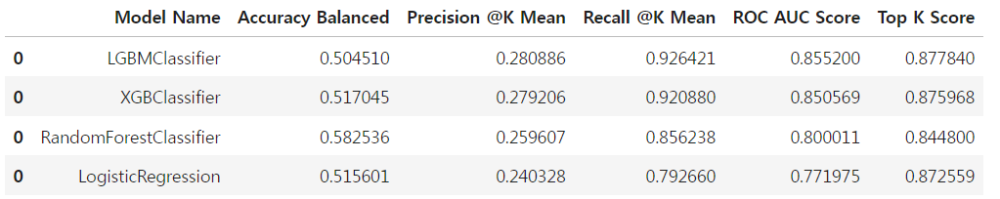 Model Name Accuracy Balanced Precision @K Mean Recall @K Mean ROC AUC Score Top K Score
0 LGBMClassifier 0.504510 0.280886 0.926421 0.855200 0.877840
0 XGBClassifier 0.517045 0.279206 0.920880 0.850569 0.875968
0 RandomForestClassifier 0.582536 0.259607 0.856238 0.800011 0.844800
0 LogisticRegression 0.515601 0.240328 0.792660 0.771975 0.872559